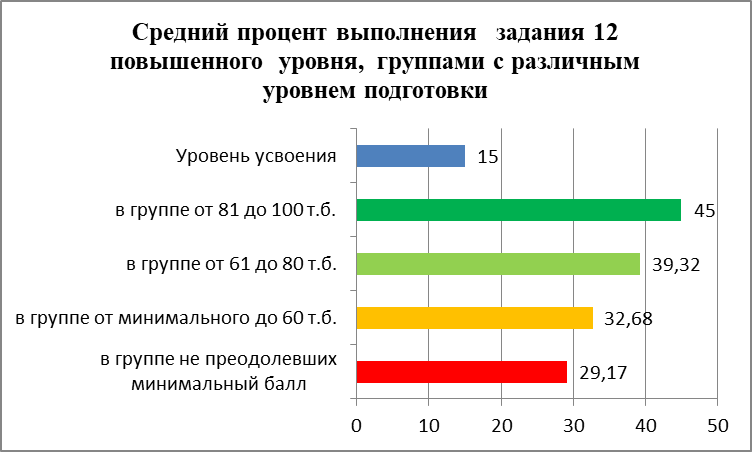 Средний процент выполнения задания 12
повышенного уровня, группами с различным
уровнем подготовки
Уровень усвоения
15
в группе от 81 до 100 т.б.
45
в группе от 61 до 80 т.б.
39,32
в группе от минимального до 60 т.б.
32,68
в группе не преодолевших
минимальный балл
29,17
0 10 20 30 40 50